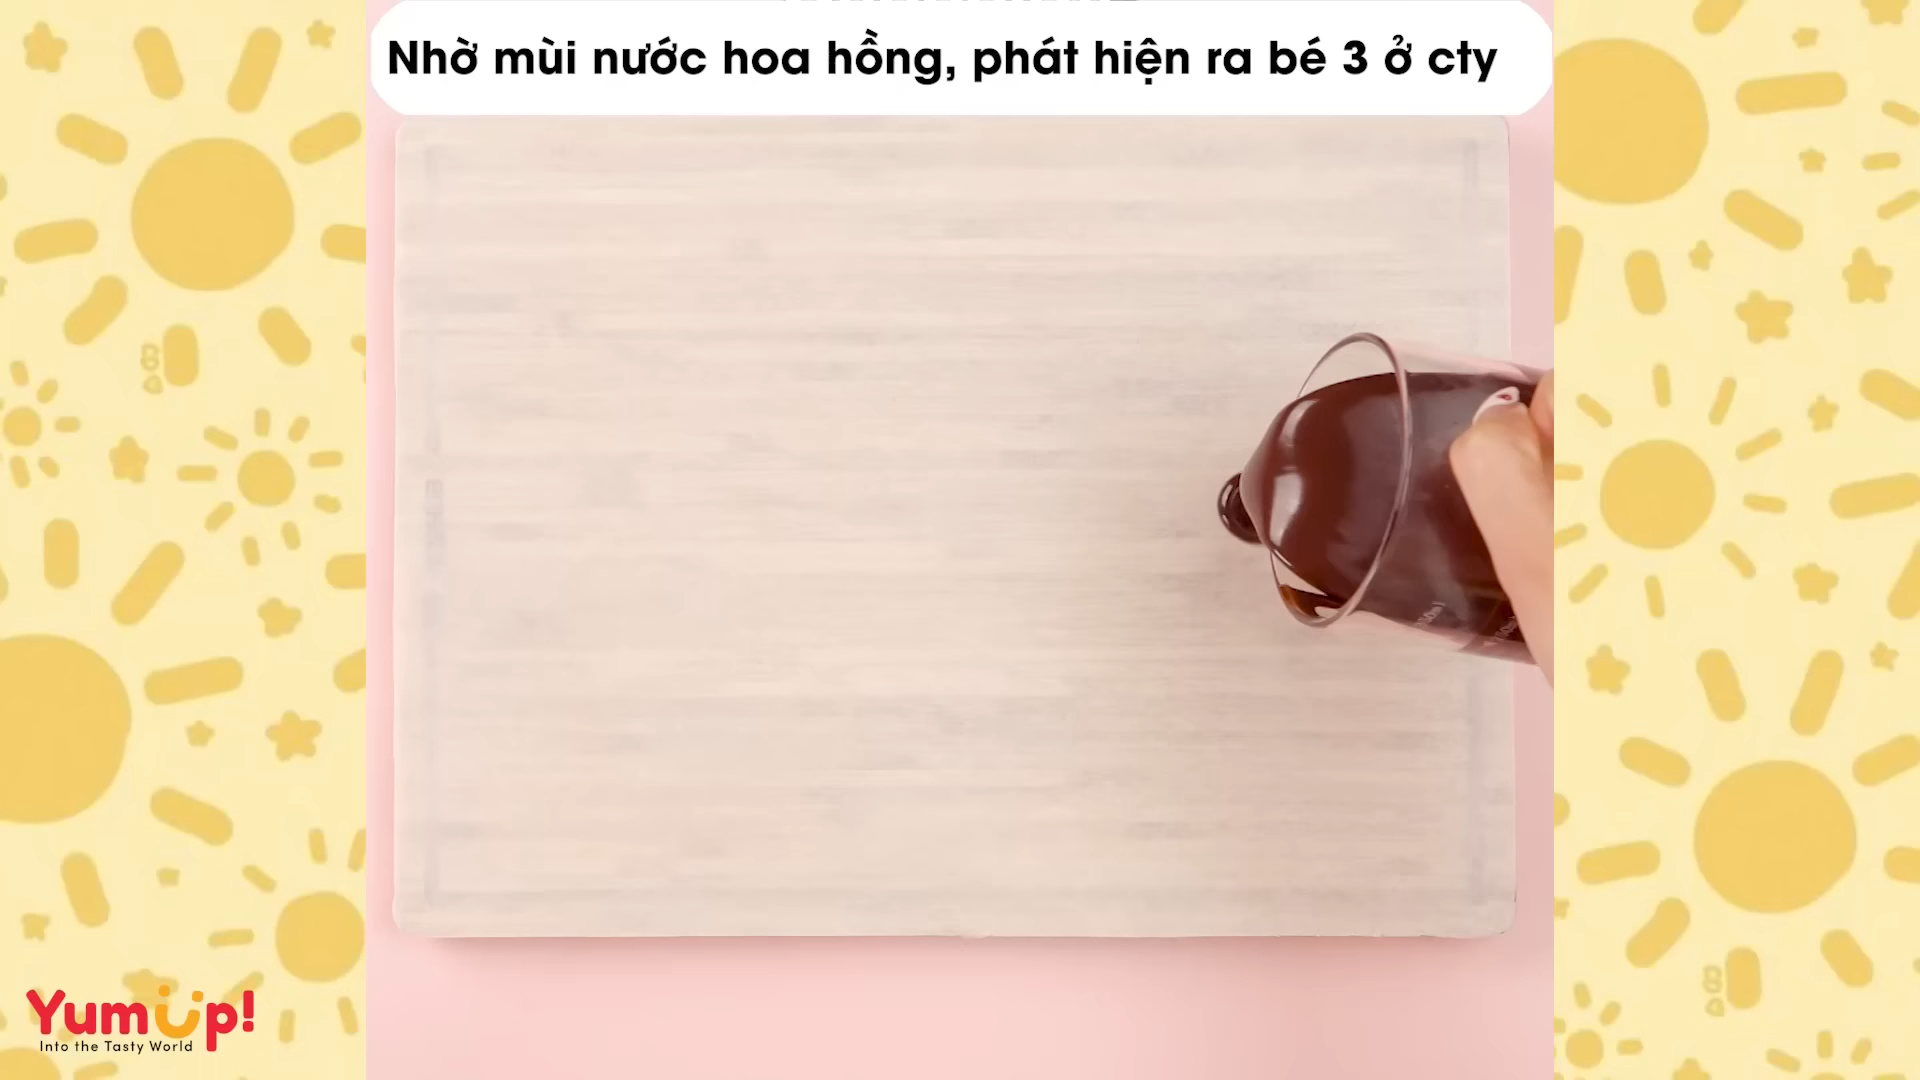 Nhờ mùi nước hoa hồng, phát hiện ra bé 3 ở cty
YumUp!
Into the Tasty World